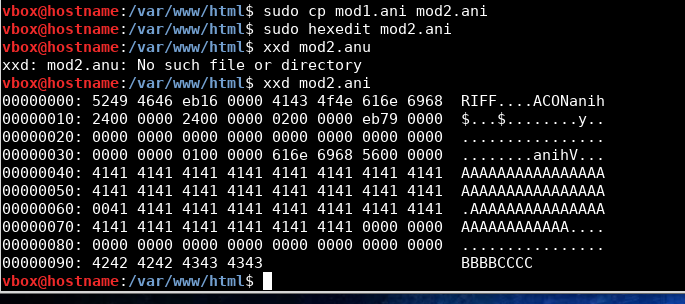 vbox@hostname:/var/www/html$ sudo cp mod1.ani mod2.ani
vbox@hostname:/var/www/html$ sudo hexedit mod2.ani
vbox@hostname:/var/www/html$ xxd mod2.anu
xxd: mod2.anu: No such file or directory
vbox@hostname:/var/www/html$ xxd mod2.ani
00000000: 5249 4646 eb16 0000 4143 4f4e 616e 6968  RIFF....ACONanih
00000010: 2400 0000 2400 0000 0200 0000 eb79 0000  $...$........y..
00000020: 0000 0000 0000 0000 0000 0000 0000 0000  ................
00000030: 0000 0000 0100 0000 616e 6968 5600 0000  ........anihV...
00000040: 4141 4141 4141 4141 4141 4141 4141 4141  AAAAAAAAAAAAAAAA
00000050: 4141 4141 4141 4141 4141 4141 4141 4141  AAAAAAAAAAAAAAAA
00000060: 0041 4141 4141 4141 4141 4141 4141 4141  .AAAAAAAAAAAAAAA
00000070: 4141 4141 4141 4141 4141 4141 0000 0000  AAAAAAAAAAAA....
00000080: 0000 0000 0000 0000 0000 0000 0000 0000  ................
00000090: 4242 4242 4343 4343                      BBBBCCCC
vbox@hostname:/var/www/html$